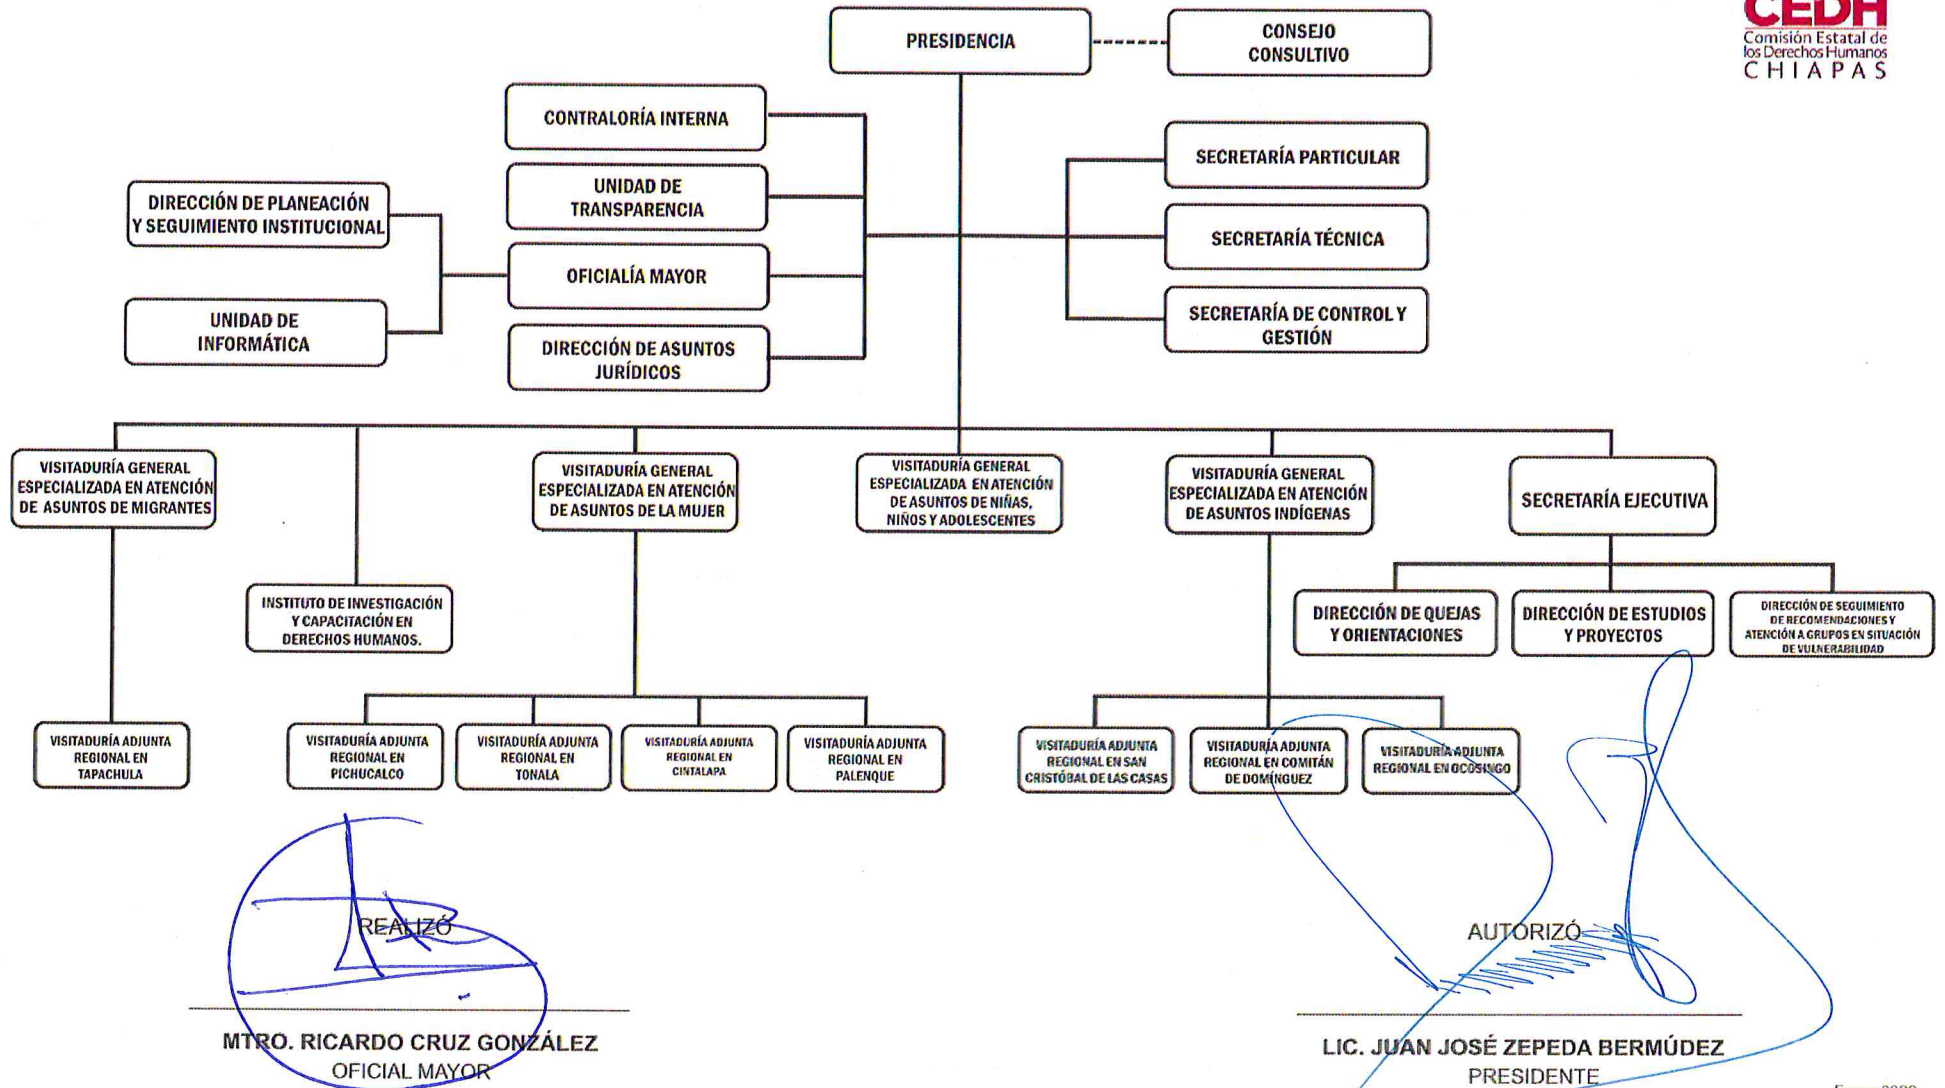 CEDH
Comisión Estatal de
los Derechos Humanos
CHIAPAS
PRESIDENCIA
CONSEJO
CONSULTIVO
CONTRALORÍA INTERNA
UNIDAD DE
TRANSPARENCIA
OFICIALÍA MAYOR
DIRECCIÓN DE ASUNTOS
JURÍDICOS
DIRECCIÓN DE PLANEACIÓN
Y SEGUIMIENTO INSTITUCIONAL
UNIDAD DE
INFORMÁTICA
SECRETARÍA PARTICULAR
SECRETARÍA TÉCNICA
SECRETARÍA DE CONTROL Y
GESTIÓN
VISITADURÍA GENERAL
ESPECIALIZADA EN ATENCIÓN
DE ASUNTOS DE MIGRANTES
VISITADURÍA GENERAL
ESPECIALIZADA EN ATENCIÓN
DE ASUNTOS DE LA MUJER
VISITADURÍA GENERAL
ESPECIALIZADA EN ATENCIÓN
DE ASUNTOS DE NIÑAS,
NIÑOS Y ADOLESCENTES
VISITADURÍA GENERAL
ESPECIALIZADA EN ATENCIÓN
DE ASUNTOS INDÍGENAS
SECRETARÍA EJECUTIVA
INSTITUTO DE INVESTIGACIÓN
Y CAPACITACIÓN EN
DERECHOS HUMANOS.
DIRECCIÓN DE QUEJAS
Y ORIENTACIONES
DIRECCIÓN DE ESTUDIOS
Y PROYECTOS
DIRECCIÓN DE SEGUIMIENTO
DE RECOMENDACIONES Y
ATENCIÓN A GRUPOS EN SITUACIÓN
DE VULNERABILIDAD
VISITADURÍA ADJUNTA
REGIONAL EN
TAPACHULA
VISITADURÍA ADJUNTA
REGIONAL EN
PICHUCALCO
VISITADURÍA ADJUNTA
REGIONAL EN
TONALA
VISITADURÍA ADJUNTA
REGIONAL EN
CINTALAPA
VISITADURÍA ADJUNTA
REGIONAL EN
PALENQUE
VISITADURÍA ADJUNTA
REGIONAL EN SAN
CRISTÓBAL DE LAS CASAS
VISITADURÍA ADJUNTA
REGIONAL EN COMITÁN
DE DOMÍNGUEZ
VISITADURÍA ADJUNTA
REGIONAL EN OCOSINGO
REALIZÓ
MTRO. RICARDO CRUZ GONZÁLEZ
OFICIAL MAYOR
AUTORIZÓ
LIC. JUAN JOSÉ ZEPEDA BERMÚDEZ
PRESIDENTE